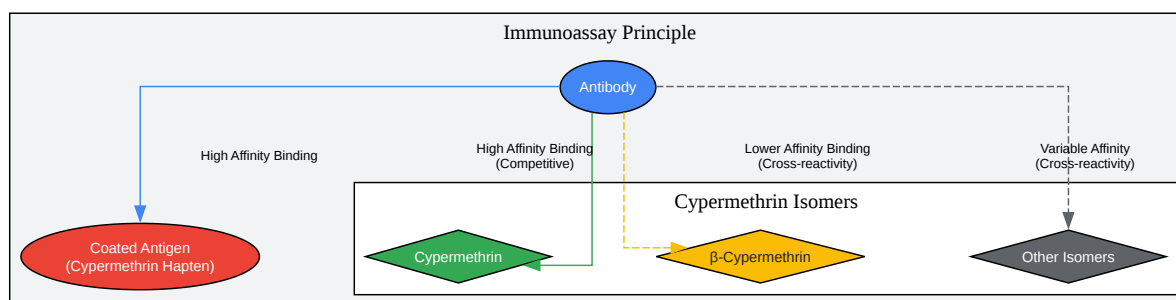 Immunoassay Principle
Antibody
High Affinity Binding
High Affinity Binding
(Competitive)
Lower Affinity Binding
(Cross-reactivity)
Variable Affinity
(Cross-reactivity)
Cypermethrin Isomers
Coated Antigen
(Cypermethrin Hapten)
Cypermethrin
β-Cypermethrin
Other Isomers